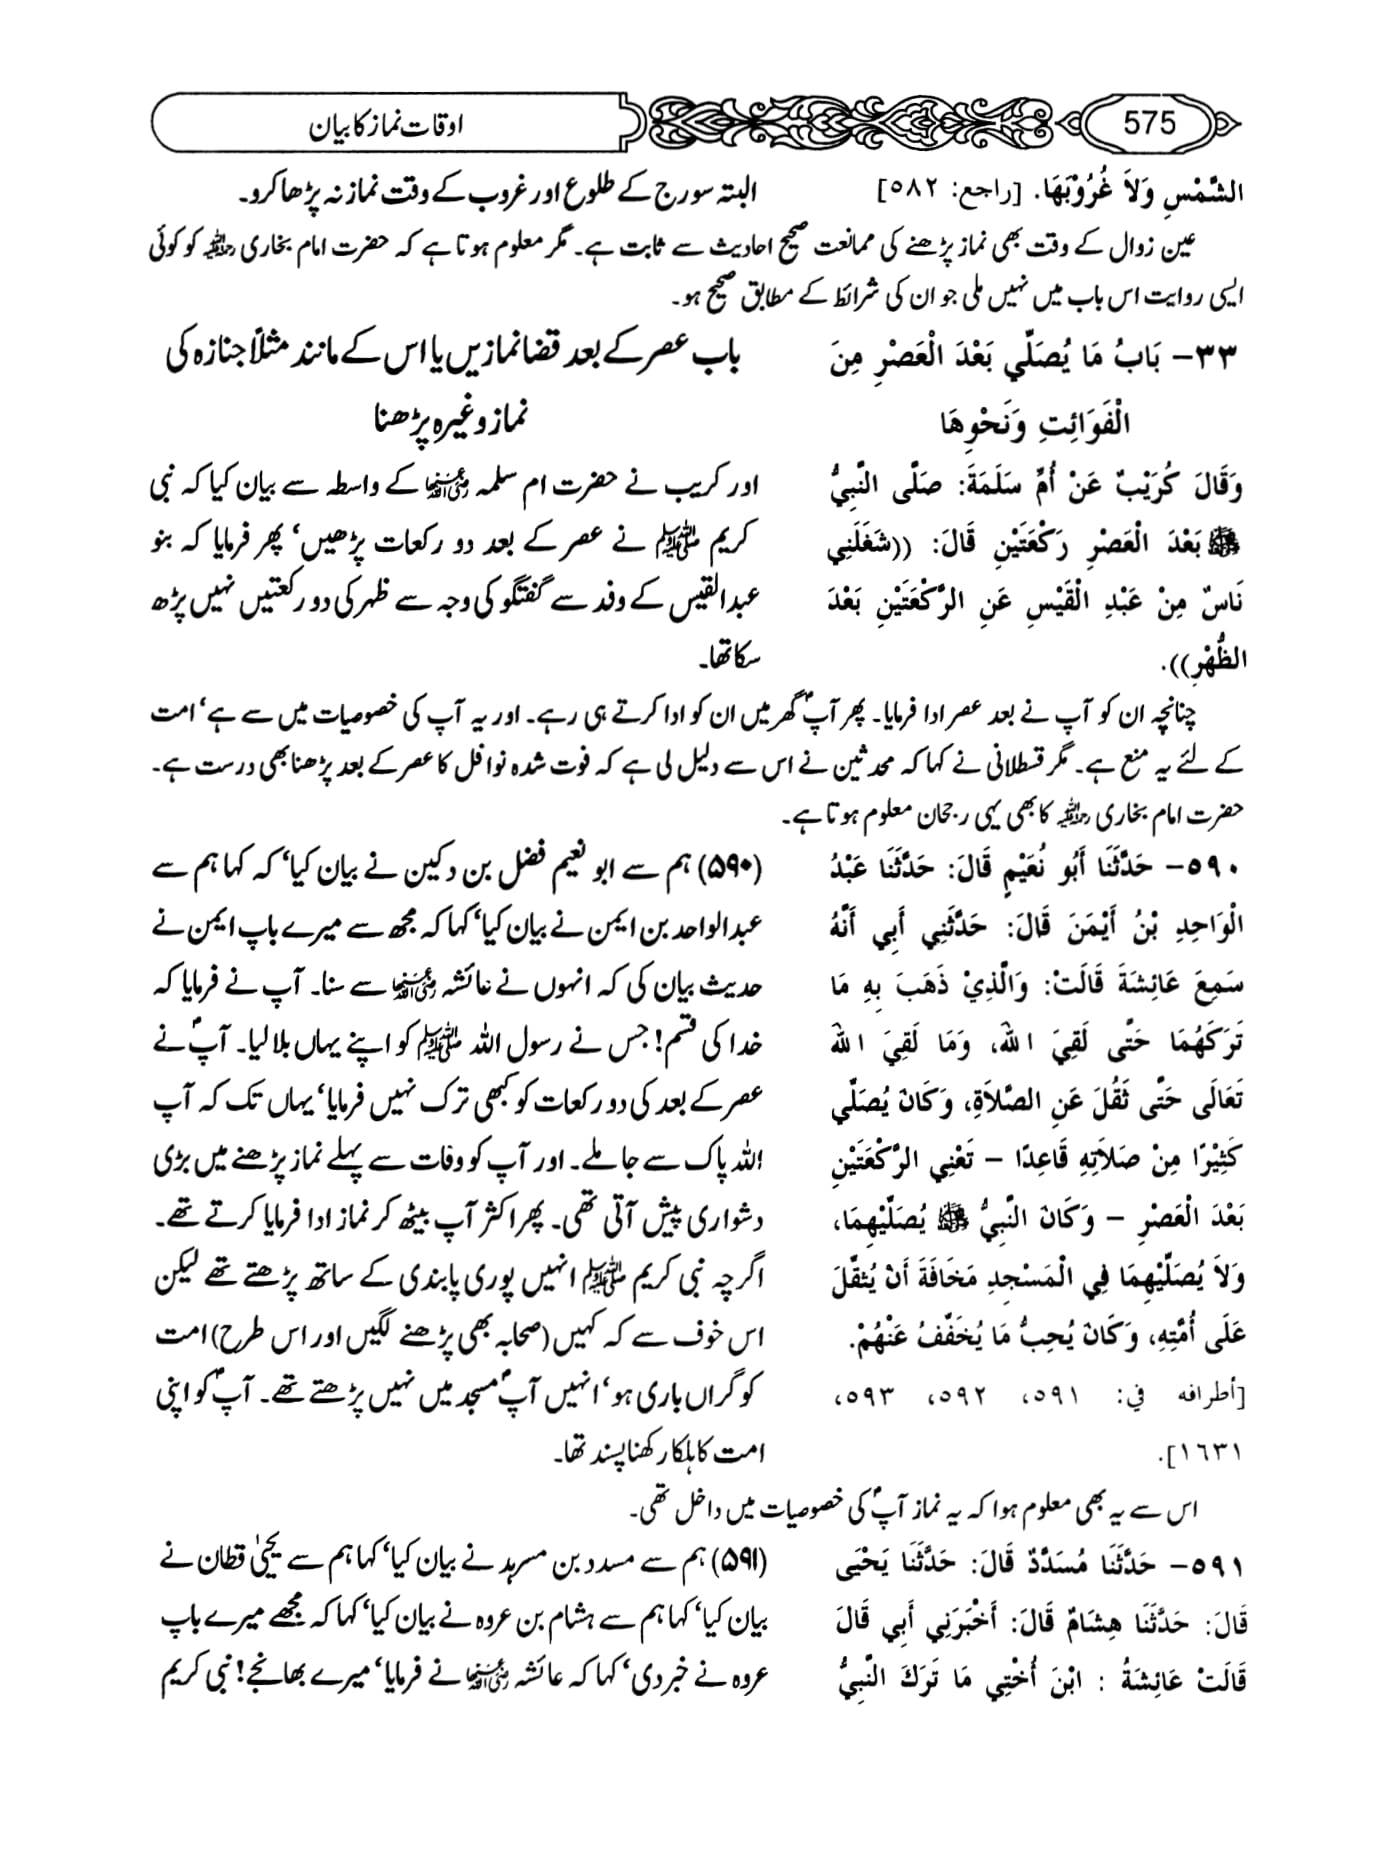 575
اوقات نماز کا بیان
الشَّمْسِ وَلاَ غُرُوْبَهَا. [راجع: ٥٨٢]
البتہ سورج کے طلوع اور غروب کے وقت نماز نہ پڑھا کرو۔
عین زوال کے وقت بھی نماز پڑھنے کی ممانعت صحیح احادیث سے ثابت ہے۔ مگر معلوم ہوتا ہے کہ حضرت امام بخاری رحمۃ اللہ علیہ کو کوئی
ایسی روایت اس باب میں نہیں ملی جو ان کی شرائط کے مطابق صحیح ہو۔
٣٣- بَابُ مَا يُصَلِّي بَعْدَ الْعَصْرِ مِنَ
الْفَوَائِتِ وَنَحْوِهَا
باب عصر کے بعد قضا نمازیں یا اس کے مانند مثلاً جنازہ کی
نماز وغیرہ پڑھنا
وَقَالَ كُرَيْبٌ عَنْ أُمِّ سَلَمَةَ: صَلَّى النَّبِيُّ
ﷺ بَعْدَ الْعَصْرِ رَكْعَتَيْنِ قَالَ: ((شَغَلَنِي
نَاسٌ مِنْ عَبْدِ الْقَيْسِ عَنِ الرَّكْعَتَيْنِ بَعْدَ
الظُّهْرِ)).
اور کریب نے حضرت ام سلمہ رضی اللہ عنہا کے واسطہ سے بیان کیا کہ نبی
کریم ﷺ نے عصر کے بعد دو رکعات پڑھیں‘ پھر فرمایا کہ بنو
عبدالقیس کے وفد سے گفتگو کی وجہ سے ظہر کی دو رکعتیں نہیں پڑھ
سکا تھا۔
چنانچہ ان کو آپ نے بعد عصر ادا فرمایا۔ پھر آپؐ گھر میں ان کو ادا کرتے ہی رہے۔ اور یہ آپ کی خصوصیات میں سے ہے‘ امت
کے لئے یہ منع ہے۔ مگر قسطلانی نے کہا کہ محدثین نے اس سے دلیل لی ہے کہ فوت شدہ نوافل کا عصر کے بعد پڑھنا بھی درست ہے۔
حضرت امام بخاری رحمۃ اللہ علیہ کا بھی یہی رجحان معلوم ہوتا ہے۔
٥٩٠- حَدَّثَنَا أَبُو نُعَيْمٍ قَالَ: حَدَّثَنَا عَبْدُ
الْوَاحِدِ بْنُ أَيْمَنَ قَالَ: حَدَّثَنِي أَبِي أَنَّهُ
سَمِعَ عَائِشَةَ قَالَتْ: وَالَّذِيْ ذَهَبَ بِهِ مَا
تَرَكَهُمَا حَتَّى لَقِيَ اللهَ، وَمَا لَقِيَ اللهَ
تَعَالَى حَتَّى ثَقُلَ عَنِ الصَّلاَةِ، وَكَانَ يُصَلِّي
كَثِيْرًا مِنْ صَلاَتِهِ قَاعِدًا – تَعْنِي الرَّكْعَتَيْنِ
بَعْدَ الْعَصْرِ – وَكَانَ النَّبِيُّ ﷺ يُصَلِّيْهِمَا،
وَلاَ يُصَلِّيْهِمَا فِي الْمَسْجِدِ مَخَافَةَ أَنْ يُثَقِّلَ
عَلَى أُمَّتِهِ، وَكَانَ يُحِبُّ مَا يُخَفِّفُ عَنْهُمْ.
[أطرافه في: ٥٩١، ٥٩٢، ٥٩٣،
١٦٣١].
(۵۹۰) ہم سے ابو نعیم فضل بن دکین نے بیان کیا‘ کہ کہا ہم سے
عبدالواحد بن ایمن نے بیان کیا‘ کہا کہ مجھ سے میرے باپ ایمن نے
حدیث بیان کی کہ انہوں نے عائشہ رضی اللہ عنہا سے سنا۔ آپ نے فرمایا کہ
خدا کی قسم! جس نے رسول اللہ ﷺ کو اپنے یہاں بلا لیا۔ آپؐ نے
عصر کے بعد کی دو رکعات کو کبھی ترک نہیں فرمایا‘ یہاں تک کہ آپ
اللہ پاک سے جا ملے۔ اور آپ کو وفات سے پہلے نماز پڑھنے میں بڑی
دشواری پیش آتی تھی۔ پھر اکثر آپ بیٹھ کر نماز ادا فرمایا کرتے تھے۔
اگرچہ نبی کریم ﷺ انہیں پوری پابندی کے ساتھ پڑھتے تھے لیکن
اس خوف سے کہ کہیں (صحابہ بھی پڑھنے لگیں اور اس طرح) امت
کو گراں باری ہو‘ انہیں آپؐ مسجد میں نہیں پڑھتے تھے۔ آپؐ کو اپنی
امت کا ہلکا رکھنا پسند تھا۔
اس سے یہ بھی معلوم ہوا کہ یہ نماز آپؐ کی خصوصیات میں داخل تھی۔
٥٩١- حَدَّثَنَا مُسَدَّدٌ قَالَ: حَدَّثَنَا يَحْيَى
قَالَ: حَدَّثَنَا هِشَامٌ قَالَ: أَخْبَرَنِي أَبِي قَالَ
قَالَتْ عَائِشَةُ : ابْنَ أُخْتِي مَا تَرَكَ النَّبِيُّ
(۵۹۱) ہم سے مسدد بن مسرہد نے بیان کیا‘ کہا ہم سے یحییٰ قطان نے
بیان کیا‘ کہا ہم سے ہشام بن عروہ نے بیان کیا‘ کہا کہ مجھے میرے باپ
عروہ نے خبر دی‘ کہا کہ عائشہ رضی اللہ عنہا نے فرمایا‘ میرے بھانجے! نبی کریم